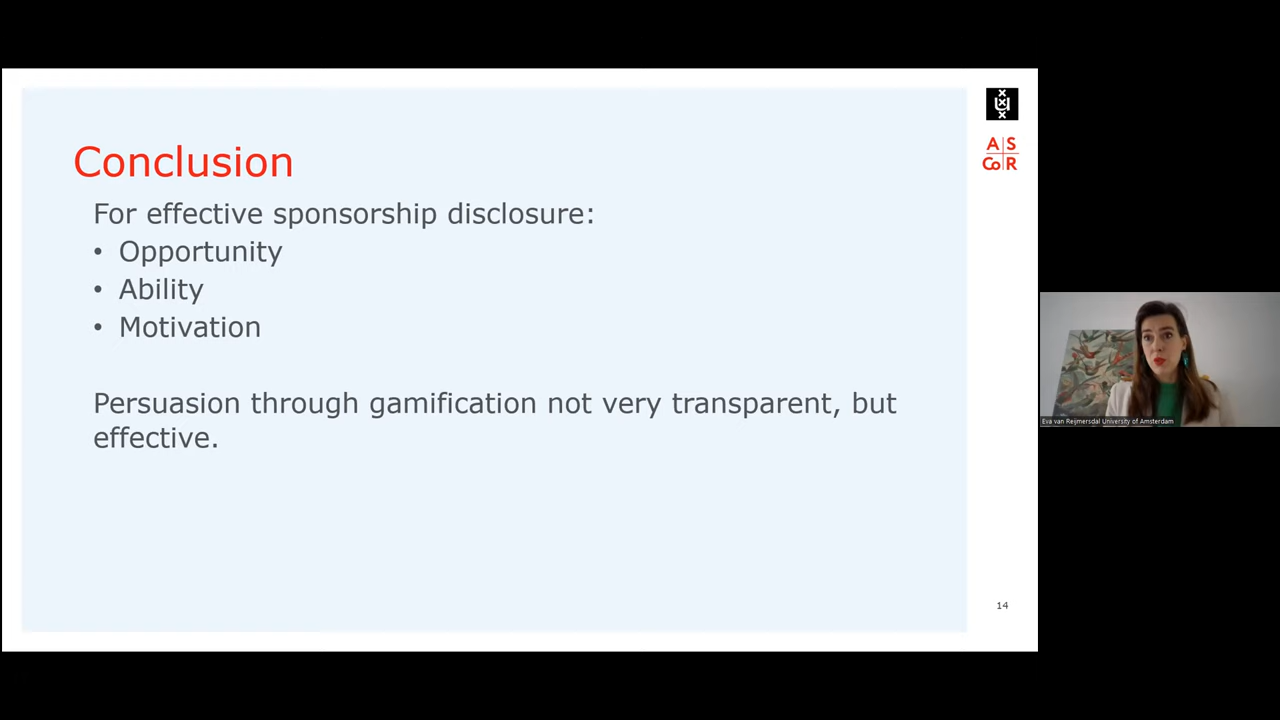 Conclusion
For effective sponsorship disclosure:
• Opportunity
• Ability
• Motivation
Persuasion through gamification not very transparent, but
effective.
A S
Co R
14
Eva van Reijmersdal University of Amsterdam